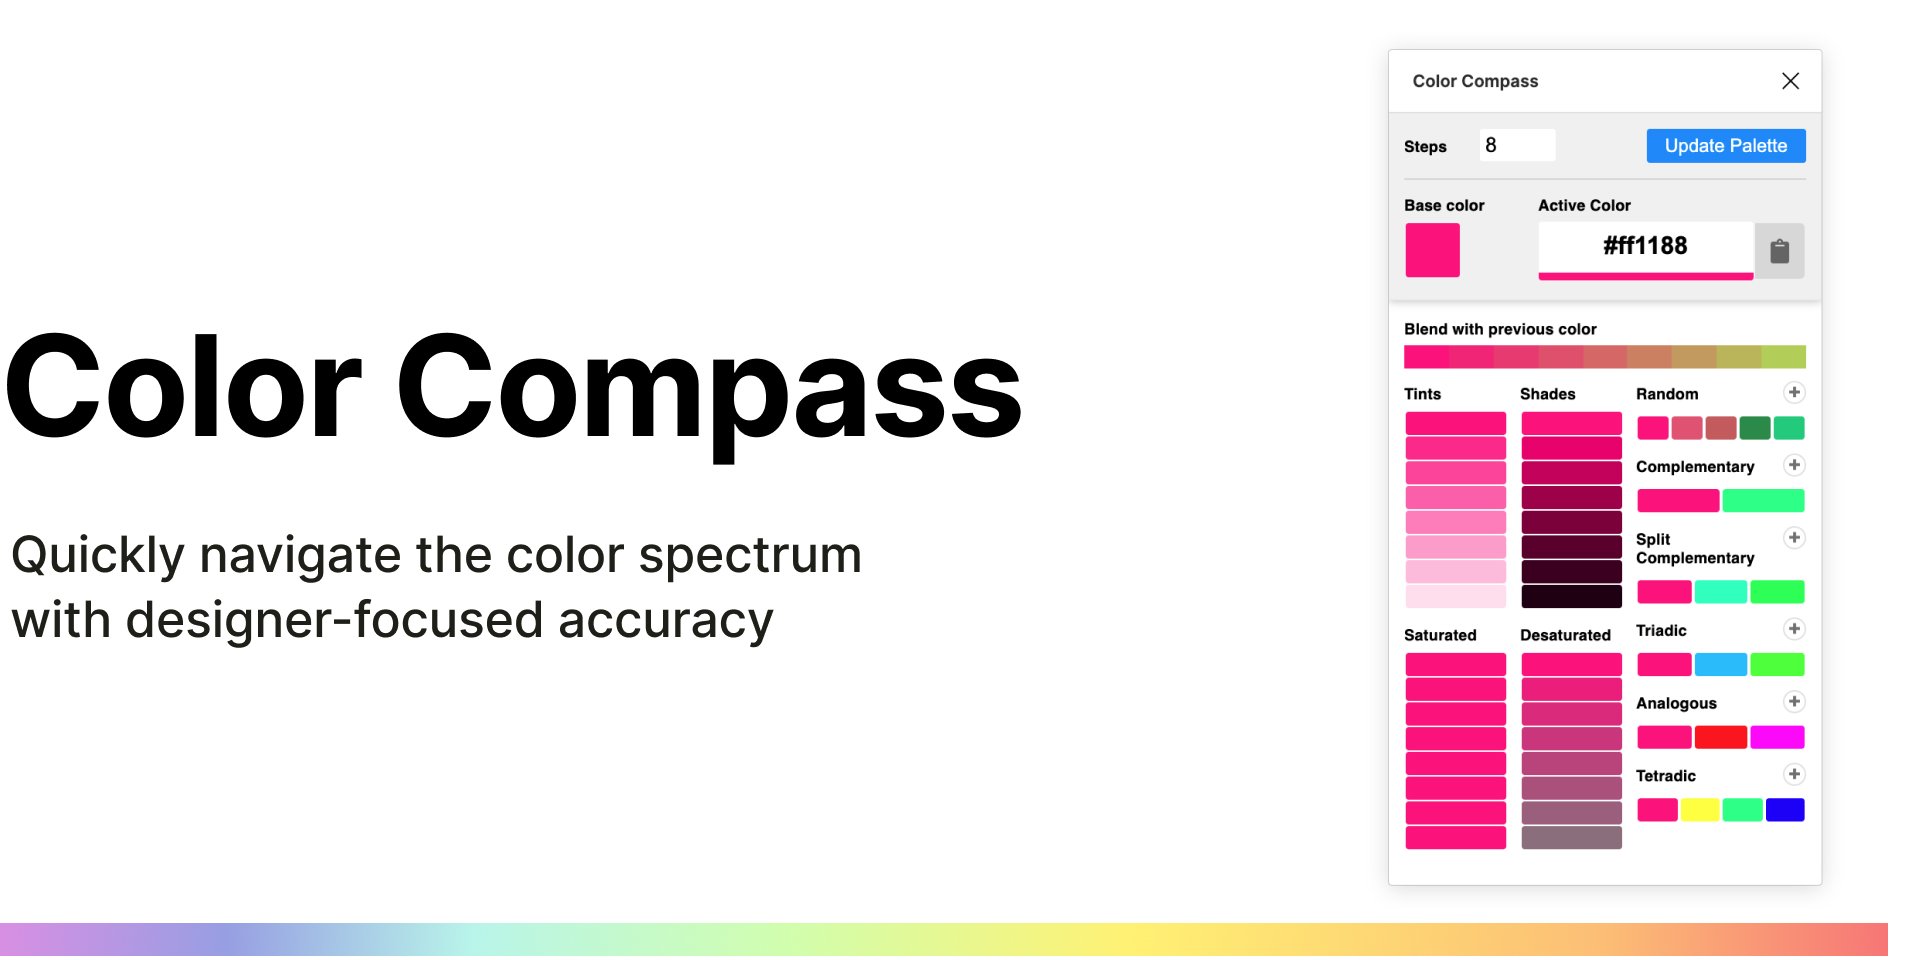 Color Compass
Quickly navigate the color spectrum
with designer-focused accuracy
Color Compass
Steps
8
Update Palette
Base color
Active Color
#ff1188
Blend with previous color
Tints
Shades
Random
Complementary
Split
Complementary
Saturated
Desaturated
Triadic
Analogous
Tetradic